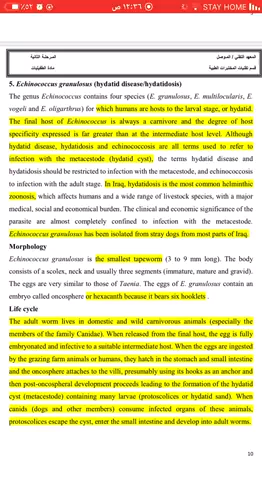 ٥٢٪
١٢:٣٦ ص
STAY HOME
المعهد التقني / الموصل
المرحلة الثانية
قسم تقنيات المختبرات الطبية
مادة الطفيليات
5. Echinococcus granulosus (hydatid disease/hydatidosis)
The genus Echinococcus contains four species (E. granulosus, E. multilocularis, E.
vogeli and E. oligarthrus) for which humans are hosts to the larval stage, or hydatid.
The final host of Echinococcus is always a carnivore and the degree of host
specificity expressed is far greater than at the intermediate host level. Although
hydatid disease, hydatidosis and echinococcosis are all terms used to refer to
infection with the metacestode (hydatid cyst), the terms hydatid disease and
hydatidosis should be restricted to infection with the metacestode, and echinococcosis
to infection with the adult stage. In Iraq, hydatidosis is the most common helminthic
zoonosis, which affects humans and a wide range of livestock species, with a major
medical, social and economical burden. The clinical and economic significance of the
parasite are almost completely confined to infection with the metacestode.
Echinococcus granulosus has been isolated from stray dogs from most parts of Iraq.
Morphology
Echinococcus granulosus is the smallest tapeworm (3 to 9 mm long). The body
consists of a scolex, neck and usually three segments (immature, mature and gravid).
The eggs are very similar to those of Taenia. The eggs of E. granulosus contain an
embryo called oncosphere or hexacanth because it bears six hooklets .
Life cycle
The adult worm lives in domestic and wild carnivorous animals (especially the
members of the family Canidae). When released from the final host, the egg is fully
embryonated and infective to a suitable intermediate host. When the eggs are ingested
by the grazing farm animals or humans, they hatch in the stomach and small intestine
and the oncosphere attaches to the villi, presumably using its hooks as an anchor and
then post-oncospheral development proceeds leading to the formation of the hydatid
cyst (metacestode) containing many larvae (protoscolices or hydatid sand). When
canids (dogs and other members) consume infected organs of these animals,
protoscolices escape the cyst, enter the small intestine and develop into adult worms.
10